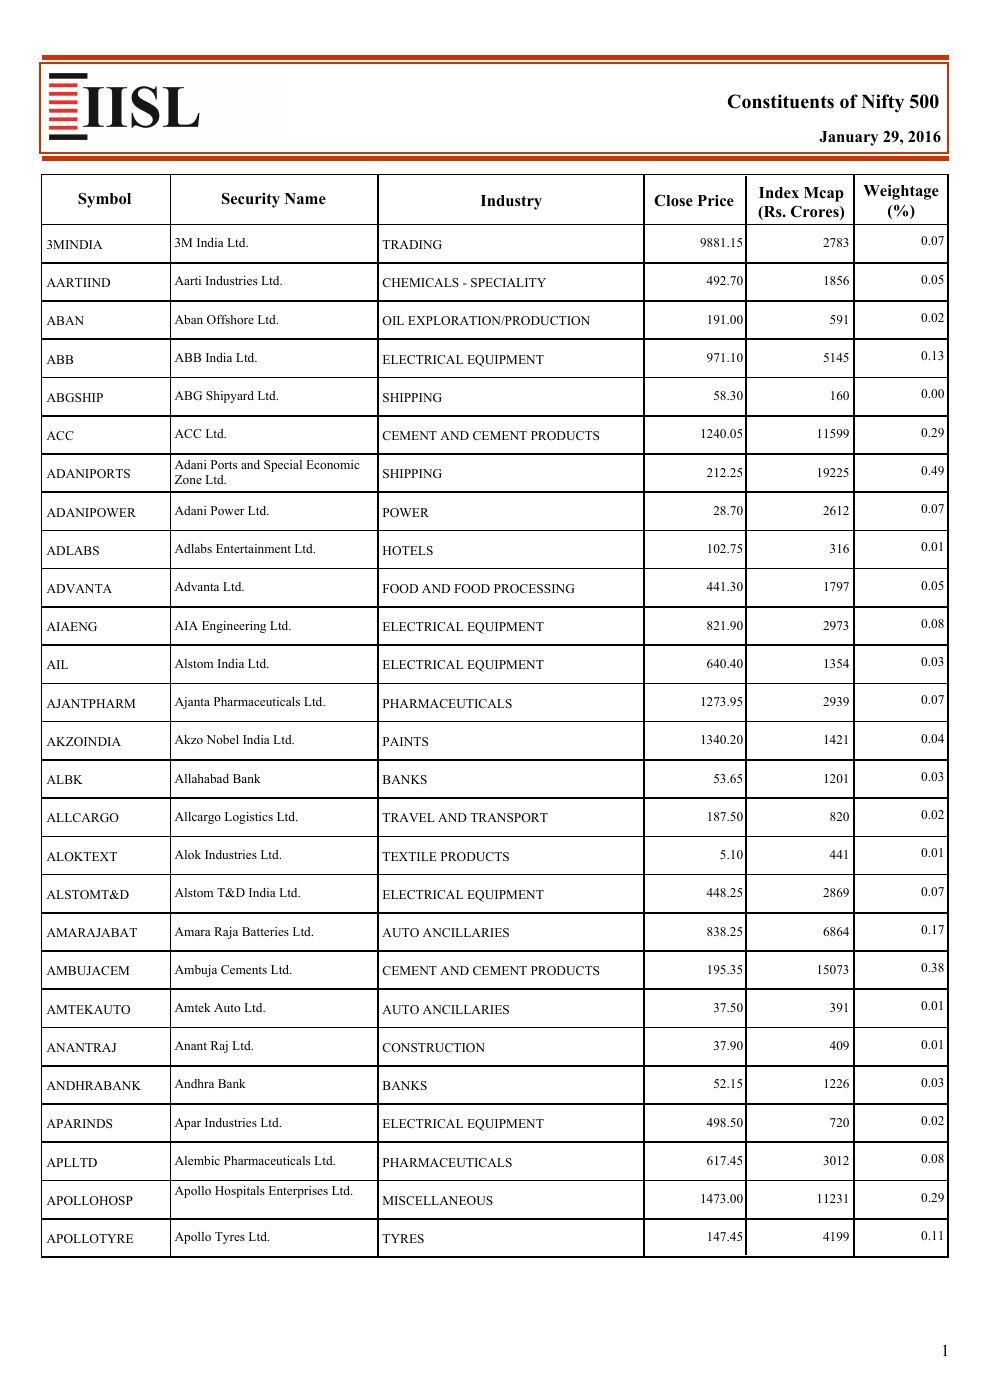 IISL
Constituents of Nifty 500
January 29, 2016
Symbol Security Name Industry Close Price Index Mcap (Rs. Crores) Weightage (%)
3MINDIA 3M India Ltd. TRADING 9881.15 2783 0.07
AARTIIND Aarti Industries Ltd. CHEMICALS - SPECIALITY 492.70 1856 0.05
ABAN Aban Offshore Ltd. OIL EXPLORATION/PRODUCTION 191.00 591 0.02
ABB ABB India Ltd. ELECTRICAL EQUIPMENT 971.10 5145 0.13
ABGSHIP ABG Shipyard Ltd. SHIPPING 58.30 160 0.00
ACC ACC Ltd. CEMENT AND CEMENT PRODUCTS 1240.05 11599 0.29
ADANIPORTS Adani Ports and Special Economic Zone Ltd. SHIPPING 212.25 19225 0.49
ADANIPOWER Adani Power Ltd. POWER 28.70 2612 0.07
ADLABS Adlabs Entertainment Ltd. HOTELS 102.75 316 0.01
ADVANTA Advanta Ltd. FOOD AND FOOD PROCESSING 441.30 1797 0.05
AIAENG AIA Engineering Ltd. ELECTRICAL EQUIPMENT 821.90 2973 0.08
AIL Alstom India Ltd. ELECTRICAL EQUIPMENT 640.40 1354 0.03
AJANTPHARM Ajanta Pharmaceuticals Ltd. PHARMACEUTICALS 1273.95 2939 0.07
AKZOINDIA Akzo Nobel India Ltd. PAINTS 1340.20 1421 0.04
ALBK Allahabad Bank BANKS 53.65 1201 0.03
ALLCARGO Allcargo Logistics Ltd. TRAVEL AND TRANSPORT 187.50 820 0.02
ALOKTEXT Alok Industries Ltd. TEXTILE PRODUCTS 5.10 441 0.01
ALSTOMT&D Alstom T&D India Ltd. ELECTRICAL EQUIPMENT 448.25 2869 0.07
AMARAJABAT Amara Raja Batteries Ltd. AUTO ANCILLARIES 838.25 6864 0.17
AMBUJACEM Ambuja Cements Ltd. CEMENT AND CEMENT PRODUCTS 195.35 15073 0.38
AMTEKAUTO Amtek Auto Ltd. AUTO ANCILLARIES 37.50 391 0.01
ANANTRAJ Anant Raj Ltd. CONSTRUCTION 37.90 409 0.01
ANDHRABANK Andhra Bank BANKS 52.15 1226 0.03
APARINDS Apar Industries Ltd. ELECTRICAL EQUIPMENT 498.50 720 0.02
APLLTD Alembic Pharmaceuticals Ltd. PHARMACEUTICALS 617.45 3012 0.08
APOLLOHOSP Apollo Hospitals Enterprises Ltd. MISCELLANEOUS 1473.00 11231 0.29
APOLLOTYRE Apollo Tyres Ltd. TYRES 147.45 4199 0.11
1